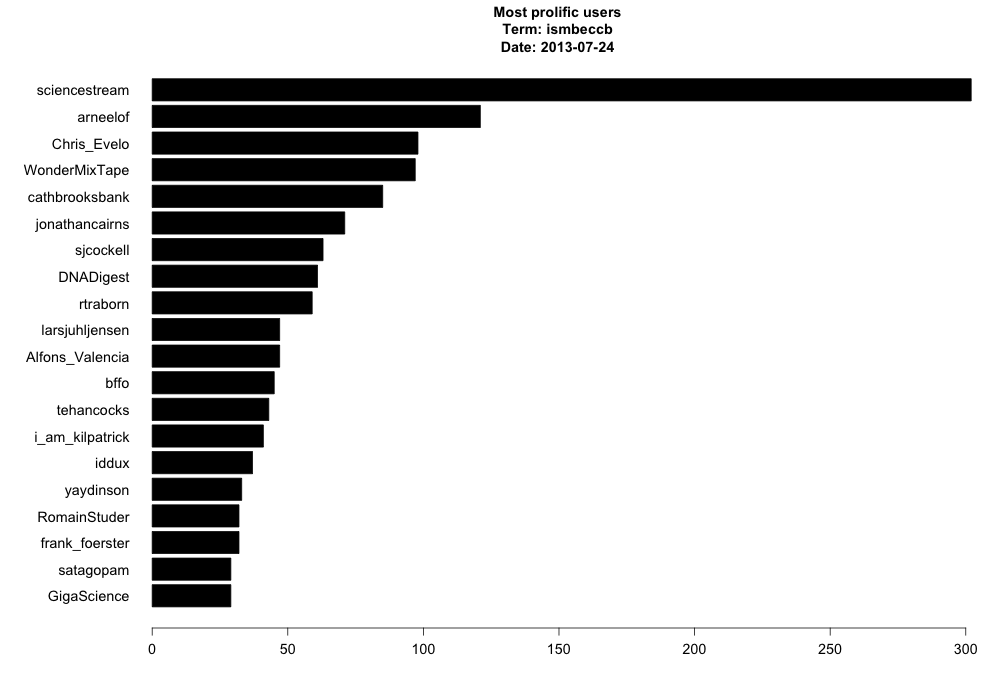 Most prolific users
Term: ismbeccb
Date: 2013-07-24
sciencestream
arneelof
Chris_Evelo
WonderMixTape
cathbrooksbank
jonathancairns
sjcockell
DNADigest
rtraborn
larsjuhljensen
Alfons_Valencia
bffo
tehancocks
i_am_kilpatrick
iddux
yaydinson
RomainStuder
frank_foerster
satagopam
GigaScience
0 50 100 150 200 250 300